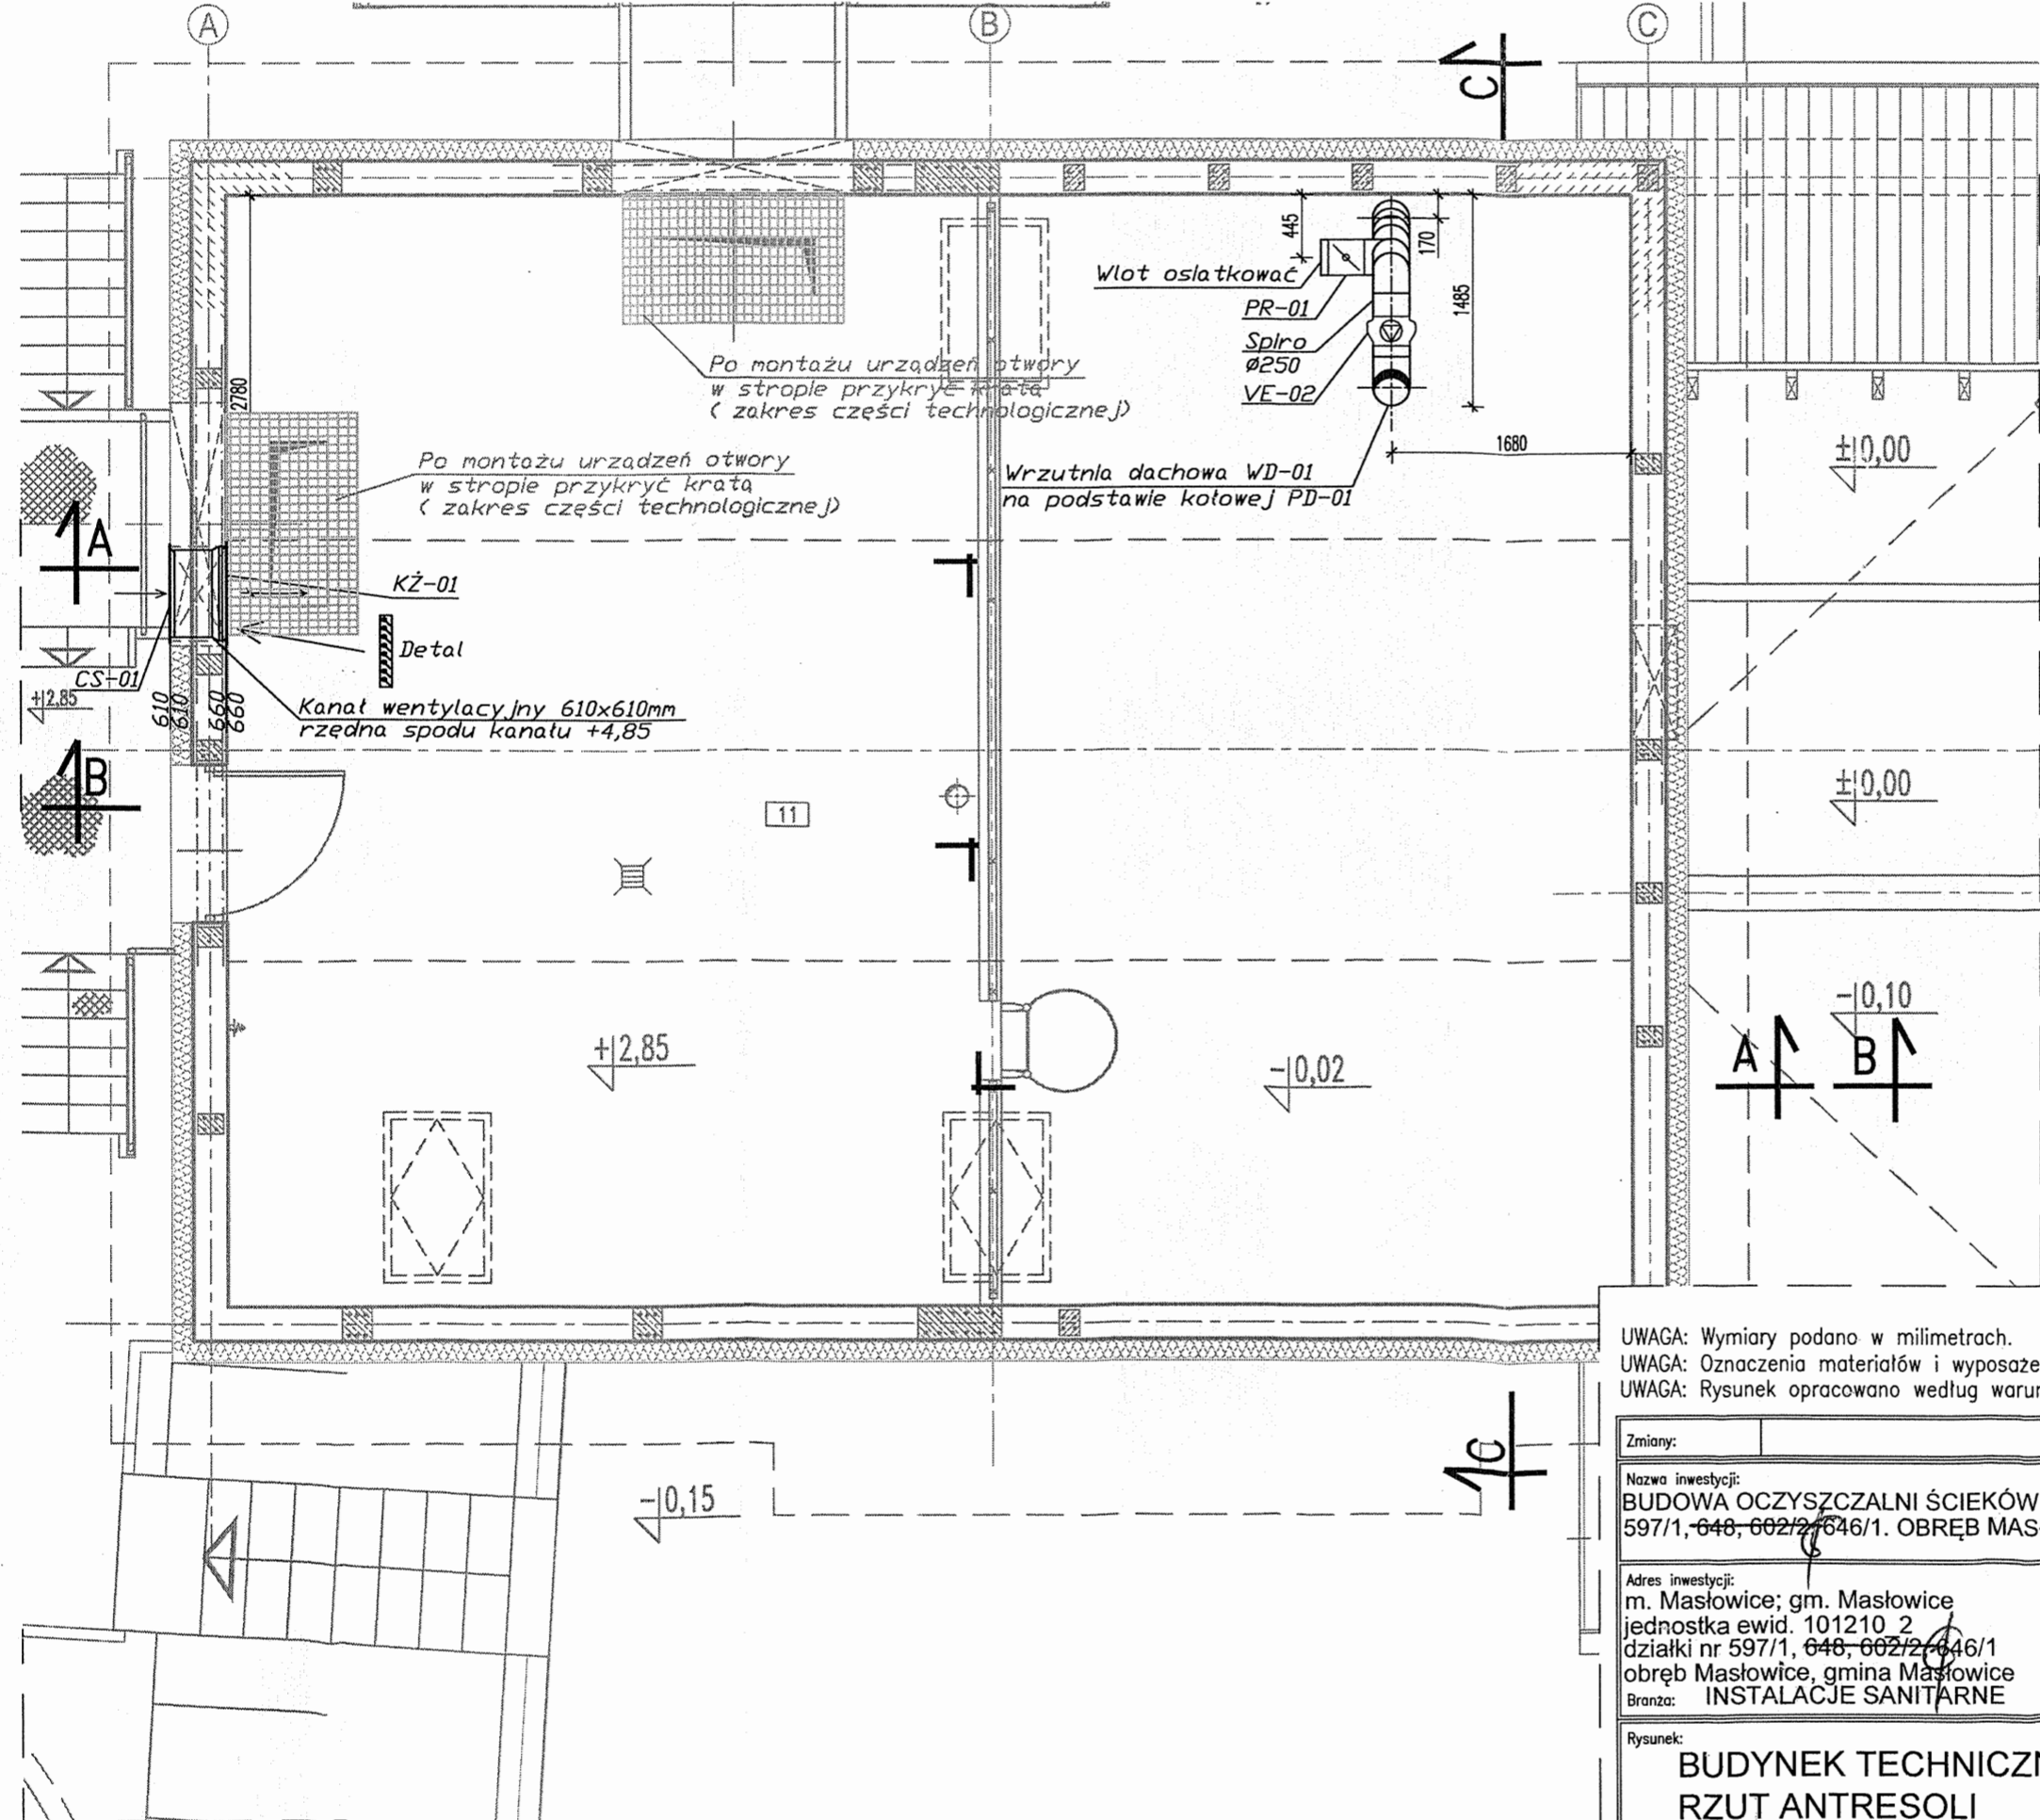 A
B
C
C
445
170
1485
Wlot osiatkować
PR-01
Spiro
ø250
VE-02
1680
Wrzutnia dachowa WD-01
na podstawie kołowej PD-01
2780
Po montażu urządzeń otwory
w stropie przykryć kratą
( zakres części technologicznej)
Po montażu urządzeń otwory
w stropie przykryć kratą
( zakres części technologicznej)
±0,00
A
KŻ-01
Detal
CS-01
+2,85
610
610
660
660
Kanał wentylacyjny 610x610mm
rzędna spodu kanału +4,85
B
11
±0,00
-0,10
+2,85
-0,02
A
B
-0,15
C
UWAGA: Wymiary podano w milimetrach.
UWAGA: Oznaczenia materiałów i wyposaże
UWAGA: Rysunek opracowano według warun
Zmiany:
Nazwa inwestycji:
BUDOWA OCZYSZCZALNI ŚCIEKÓW
597/1, 648, 602/2, 646/1. OBRĘB MAS
Adres inwestycji:
m. Masłowice; gm. Masłowice
jednostka ewid. 101210_2
działki nr 597/1, 648, 602/2, 646/1
obręb Masłowice, gmina Masłowice
Branża: INSTALACJE SANITARNE
Rysunek:
BUDYNEK TECHNICZN
RZUT ANTRESOLI